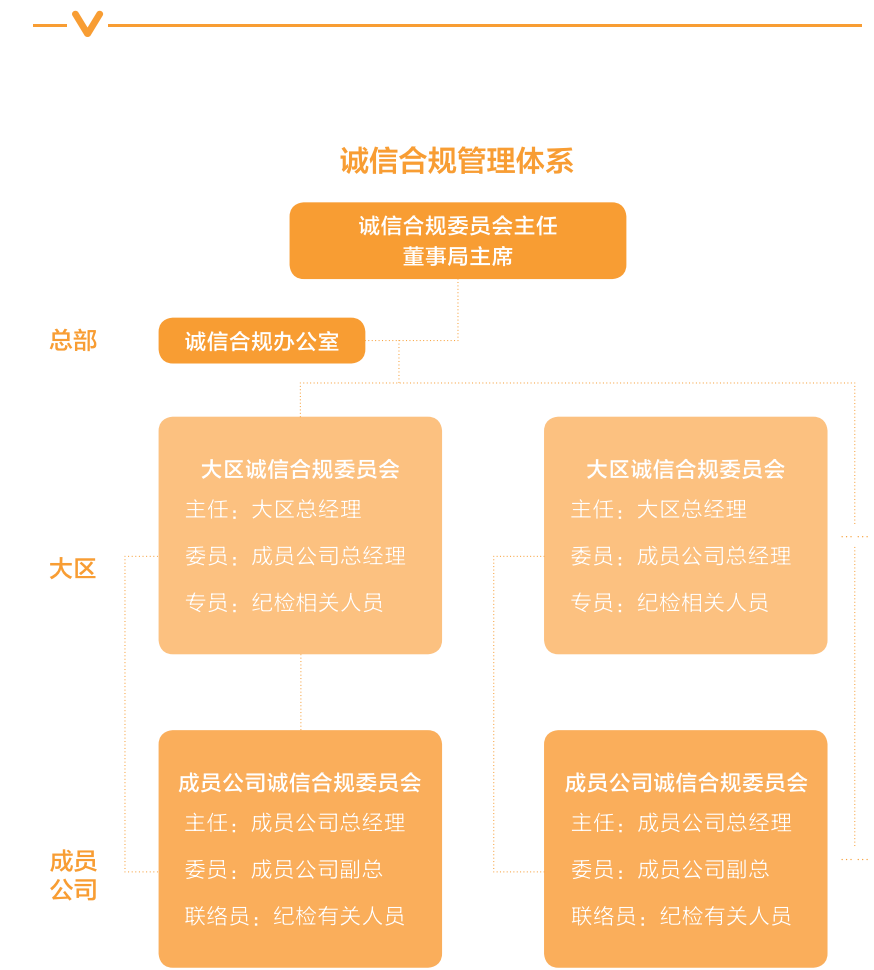 诚信合规管理体系
诚信合规委员会主任
董事局主席
总部
诚信合规办公室
大区诚信合规委员会
主任：大区总经理
委员：成员公司总经理
专员：纪检相关人员
大区诚信合规委员会
主任：大区总经理
委员：成员公司总经理
专员：纪检相关人员
大区
成员公司诚信合规委员会
主任：成员公司总经理
委员：成员公司副总
联络员：纪检有关人员
成员公司诚信合规委员会
主任：成员公司总经理
委员：成员公司副总
联络员：纪检有关人员
成员
公司